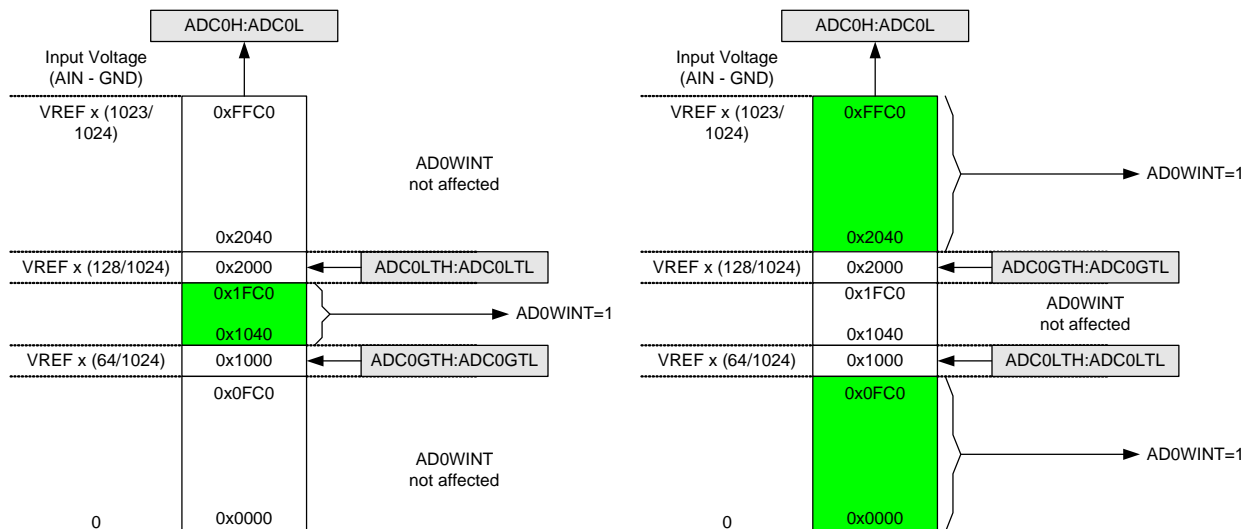 ADC0H:ADC0L
Input Voltage
(AIN - GND)
VREF x (1023/
1024)
0xFFC0
AD0WINT
not affected
0x2040
VREF x (128/1024)
0x2000
ADC0LTH:ADC0LTL
0x1FC0
AD0WINT=1
0x1040
VREF x (64/1024)
0x1000
ADC0GTH:ADC0GTL
0x0FC0
AD0WINT
not affected
0
0x0000
ADC0H:ADC0L
Input Voltage
(AIN - GND)
VREF x (1023/
1024)
0xFFC0
AD0WINT=1
0x2040
VREF x (128/1024)
0x2000
ADC0GTH:ADC0GTL
0x1FC0
AD0WINT
not affected
0x1040
VREF x (64/1024)
0x1000
ADC0LTH:ADC0LTL
0x0FC0
AD0WINT=1
0
0x0000